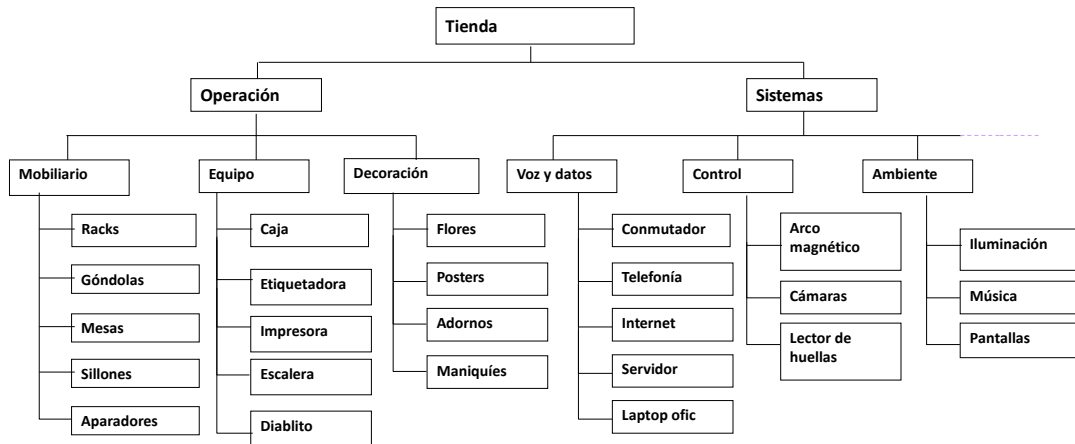 Tienda
Operación
Sistemas
Mobiliario
Equipo
Decoración
Voz y datos
Control
Ambiente
Racks
Góndolas
Mesas
Sillones
Aparadores
Caja
Etiquetadora
Impresora
Escalera
Diablito
Flores
Posters
Adornos
Maniquíes
Conmutador
Telefonía
Internet
Servidor
Laptop ofic
Arco
magnético
Cámaras
Lector de
huellas
Iluminación
Música
Pantallas